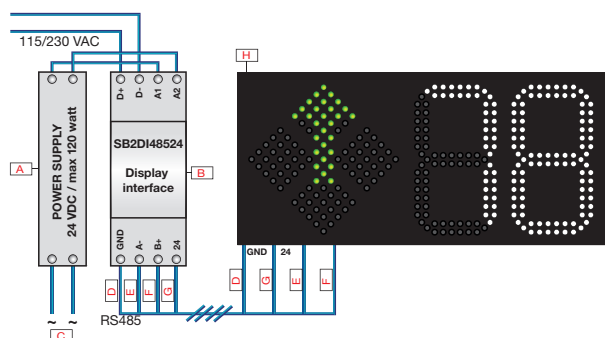 115/230 VAC
H
D+
D-
A1
A2
A
POWER SUPPLY
24 VDC / max 120 watt
SB2DI48524
Display
interface
B
GND
A-
B+
24
D
E
F
G
GND
24
D
G
E
F
~
~
C
RS485